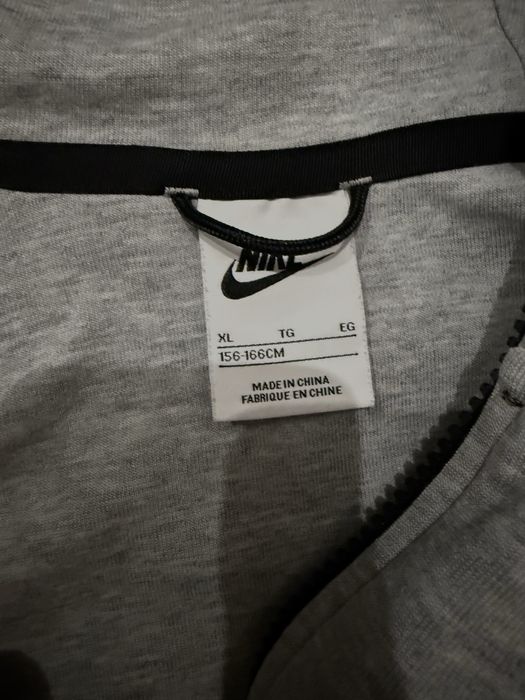 NIKE
XL TG EG
156-166CM
MADE IN CHINA
FABRIQUE EN CHINE